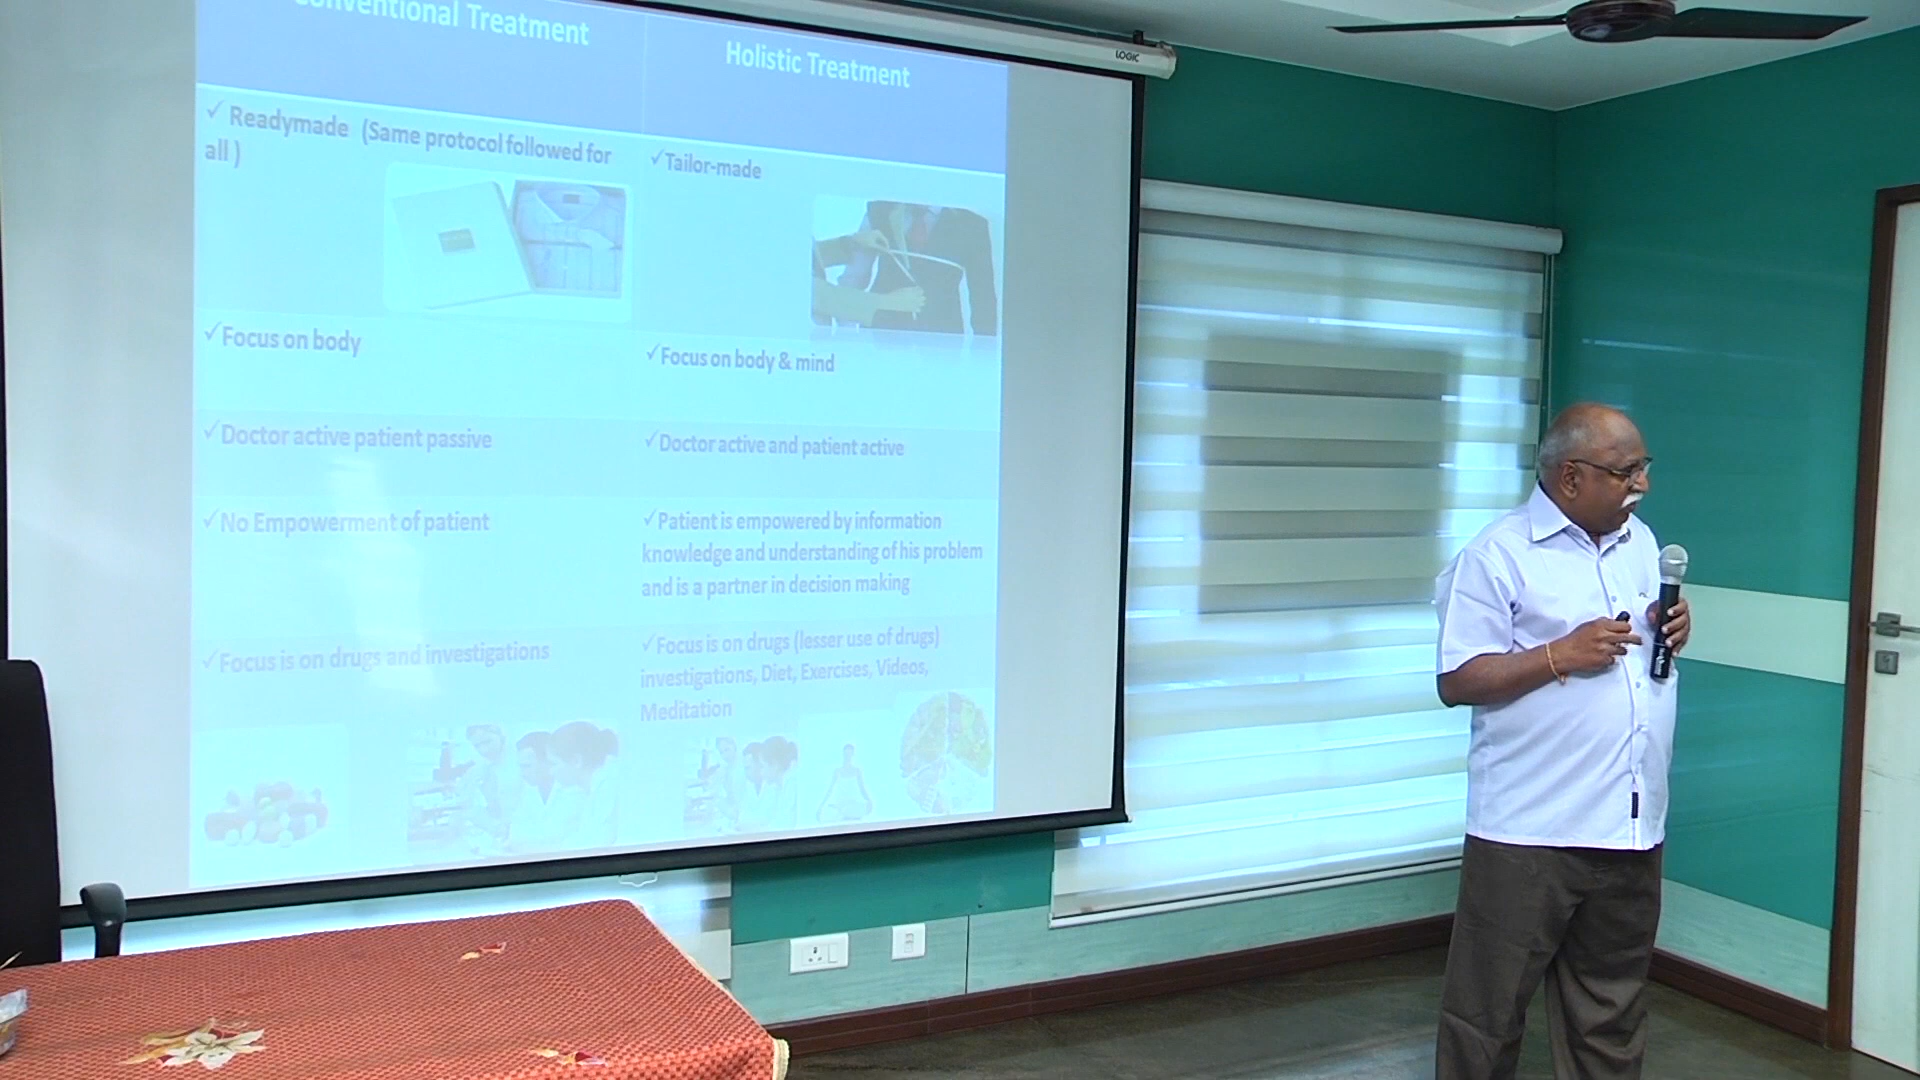 Conventional Treatment
✓ Readymade (Same protocol followed for
all )
✓Focus on body
✓Doctor active patient passive
✓No Empowerment of patient
✓Focus is on drugs and investigations
Holistic Treatment
✓Tailor-made
✓Focus on body & mind
✓Doctor active and patient active
✓Patient is empowered by information
knowledge and understanding of his problem
and is a partner in decision making
✓Focus is on drugs (lesser use of drugs)
investigations, Diet, Exercises, Videos,
Meditation
LOGIC